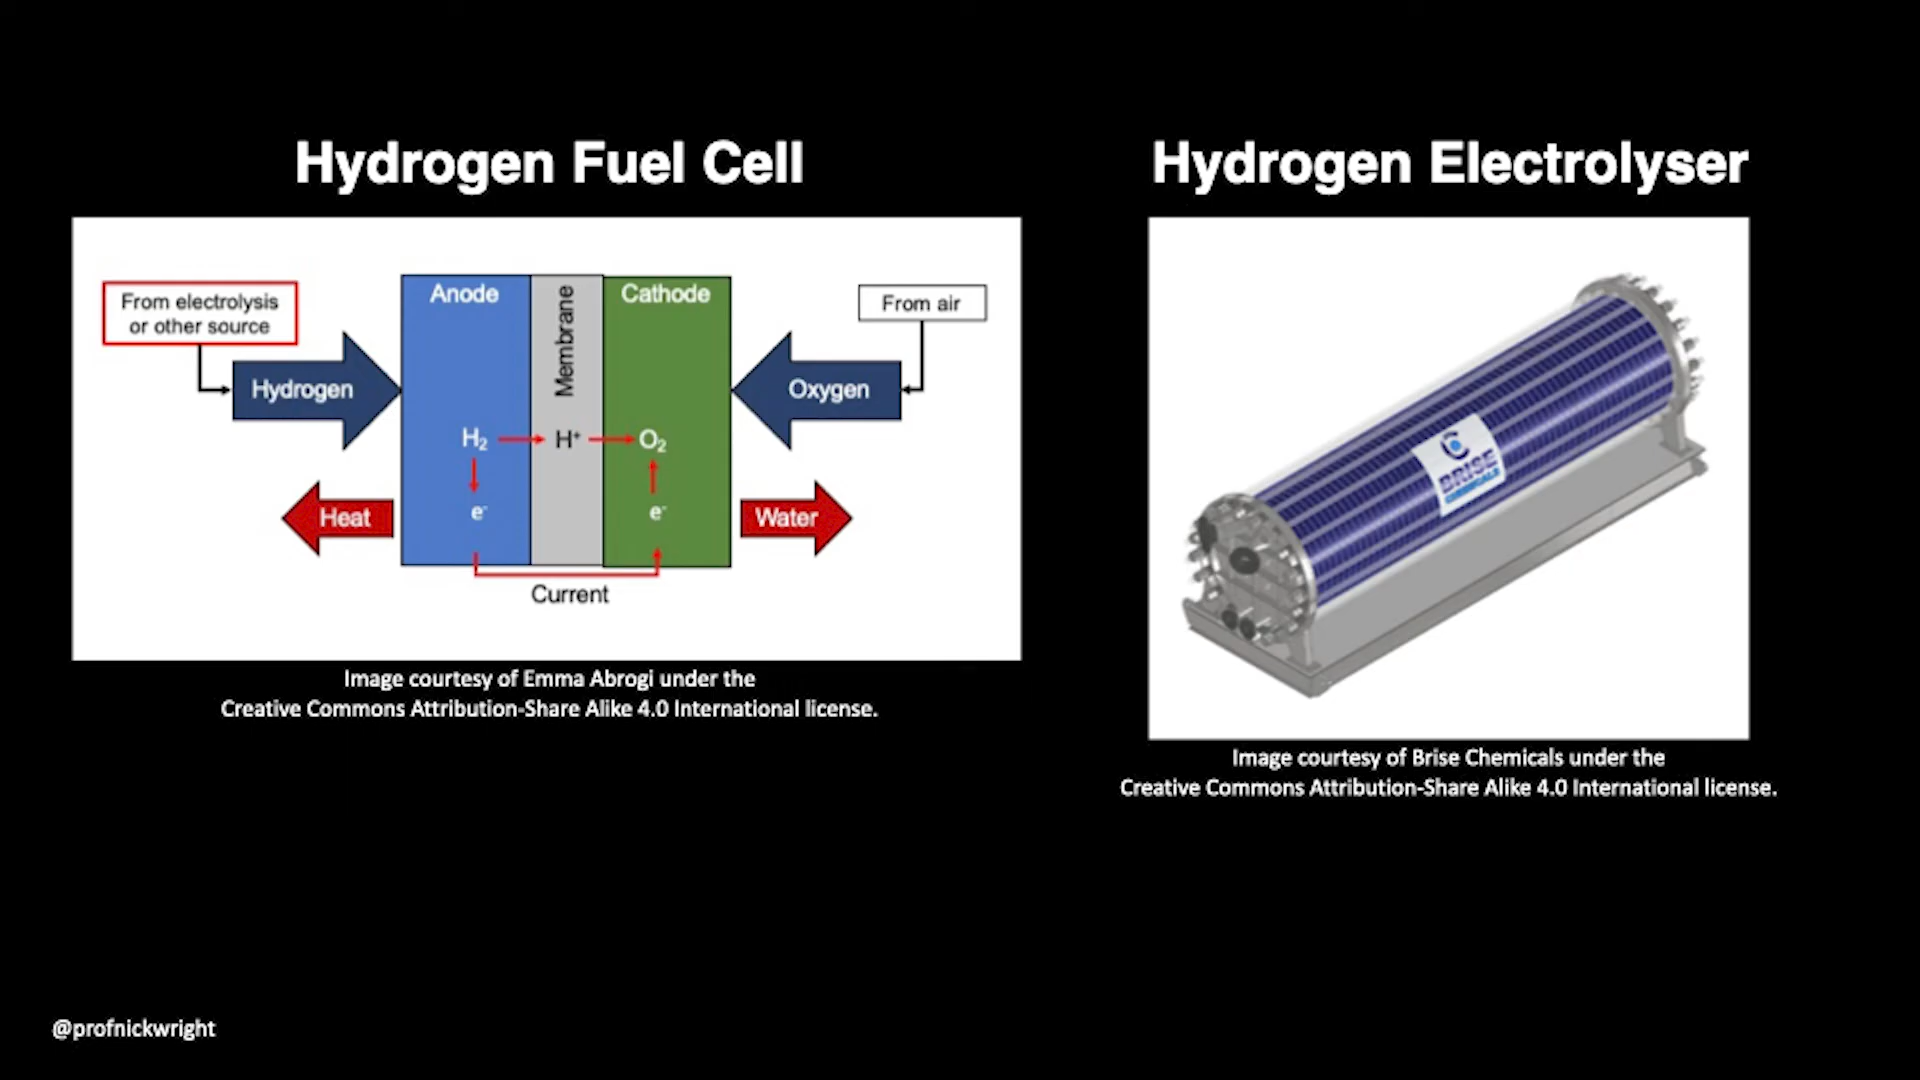 Hydrogen Fuel Cell
From electrolysis
or other source
Hydrogen
Heat
Anode
Membrane
Cathode
H₂
H⁺
O₂
e⁻
e⁻
Current
From air
Oxygen
Water
Image courtesy of Emma Abrogi under the
Creative Commons Attribution-Share Alike 4.0 International license.
Hydrogen Electrolyser
BRISE
CHEMICALS
Image courtesy of Brise Chemicals under the
Creative Commons Attribution-Share Alike 4.0 International license.
@profnickwright